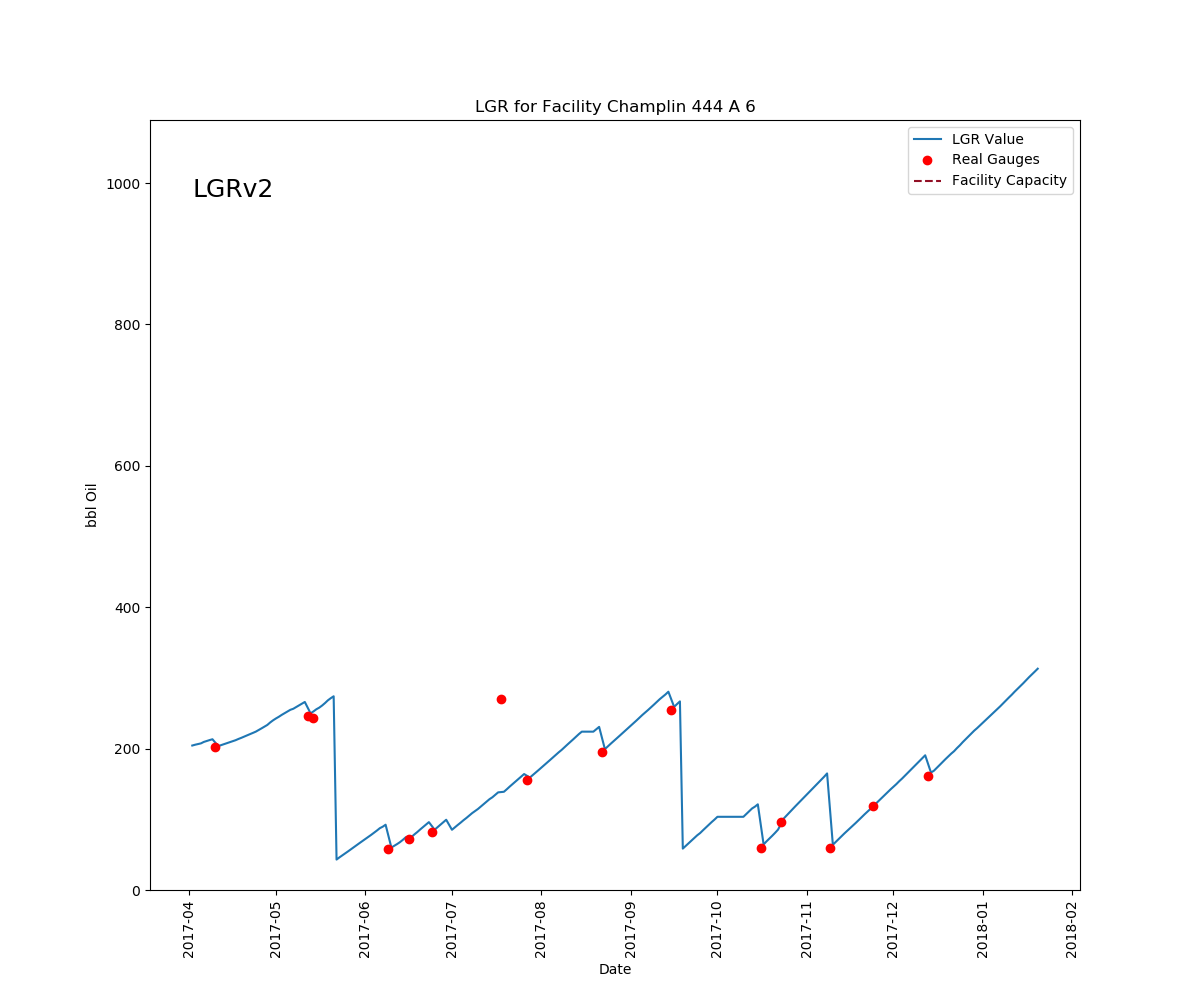 LGR for Facility Champlin 444 A 6
LGRv2
LGR Value
Real Gauges
Facility Capacity
bbl Oil
1000
800
600
400
200
0
2017-04
2017-05
2017-06
2017-07
2017-08
2017-09
2017-10
2017-11
2017-12
2018-01
2018-02
Date